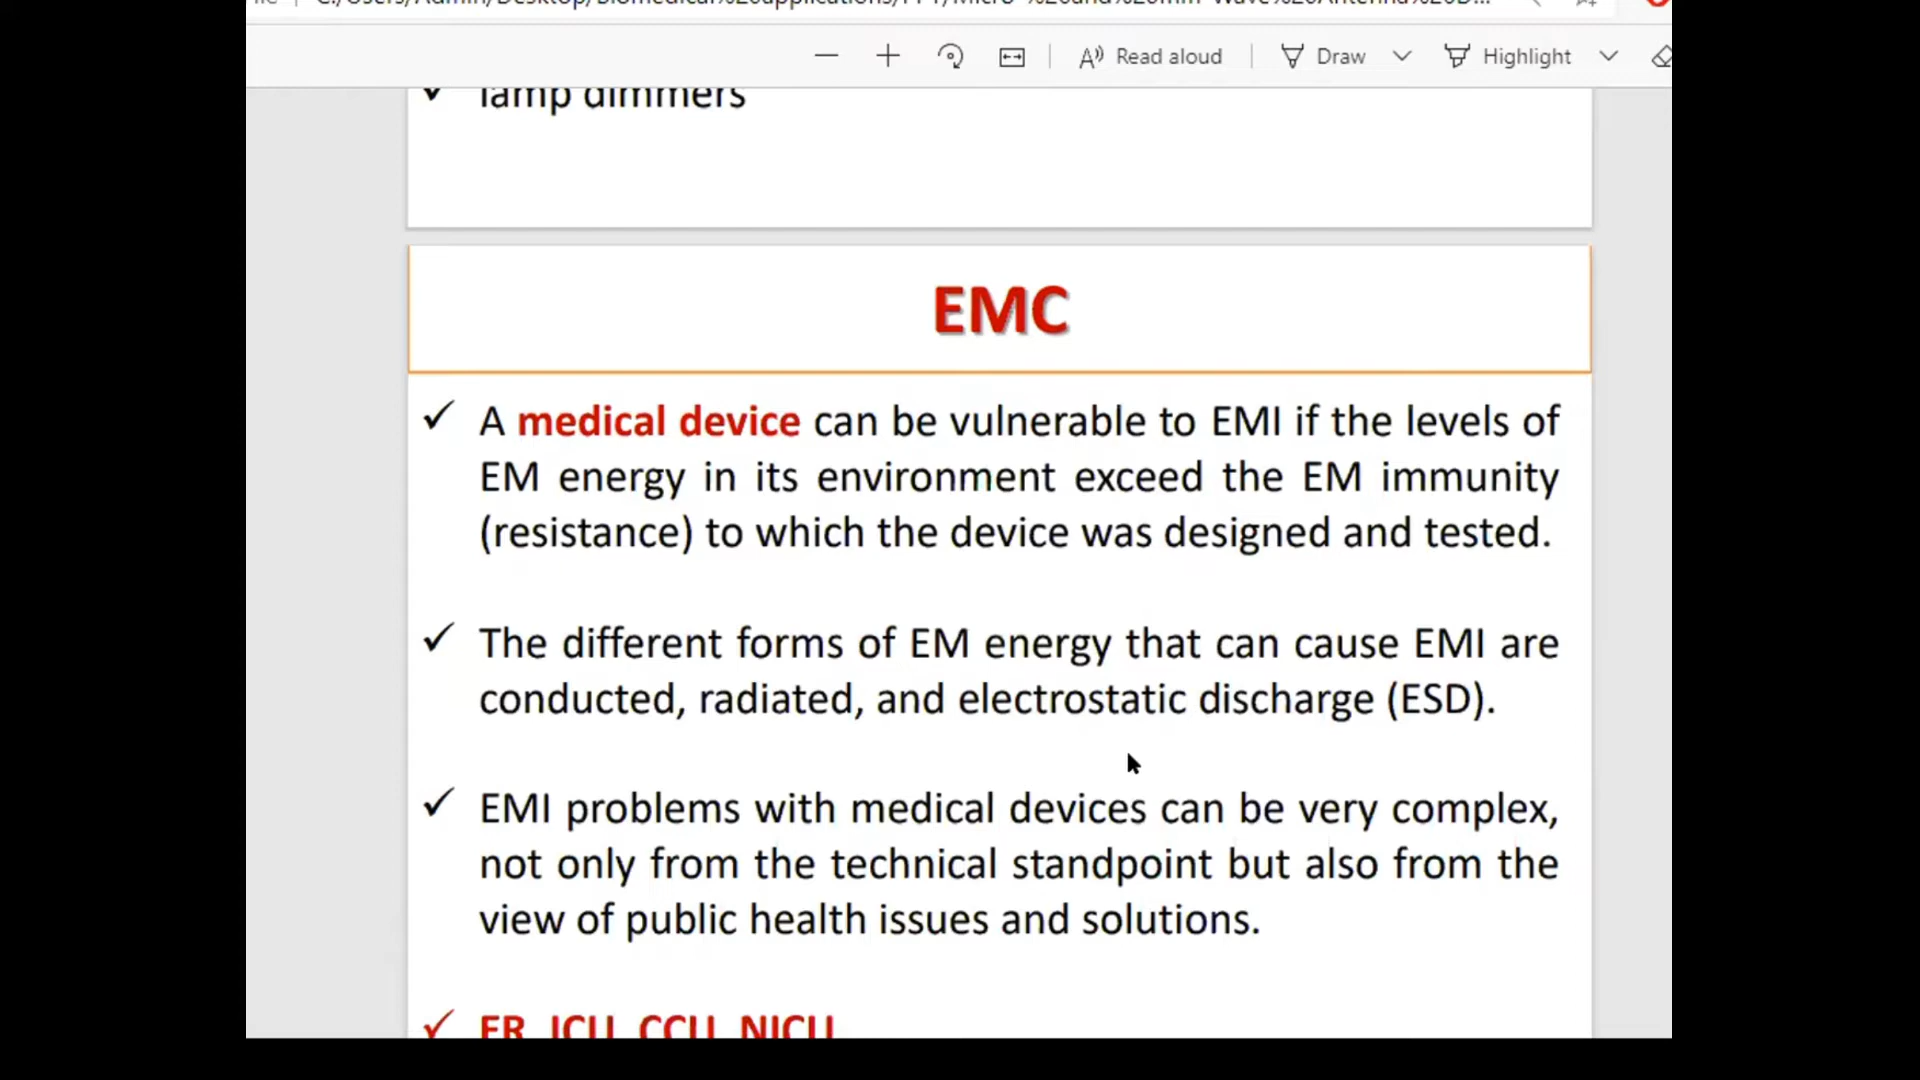 Read aloud
Draw
Highlight
lamp dimmers
EMC
A medical device can be vulnerable to EMI if the levels of
EM energy in its environment exceed the EM immunity
(resistance) to which the device was designed and tested.
The different forms of EM energy that can cause EMI are
conducted, radiated, and electrostatic discharge (ESD).
EMI problems with medical devices can be very complex,
not only from the technical standpoint but also from the
view of public health issues and solutions.
ER, ICU, CCU, NICU